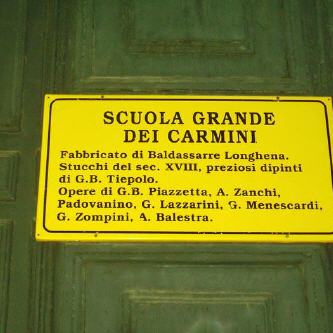 SCUOLA GRANDE
DEI CARMINI
Fabbricato di Baldassarre Longhena.
Stucchi del sec. XVIII, preziosi dipinti
di G.B. Tiepolo.
Opere di G.B. Piazzetta, A. Zanchi,
Padovanino, G. Lazzarini, G. Menescardi,
G. Zompini, A. Balestra.